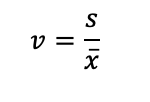 v = s / x̄